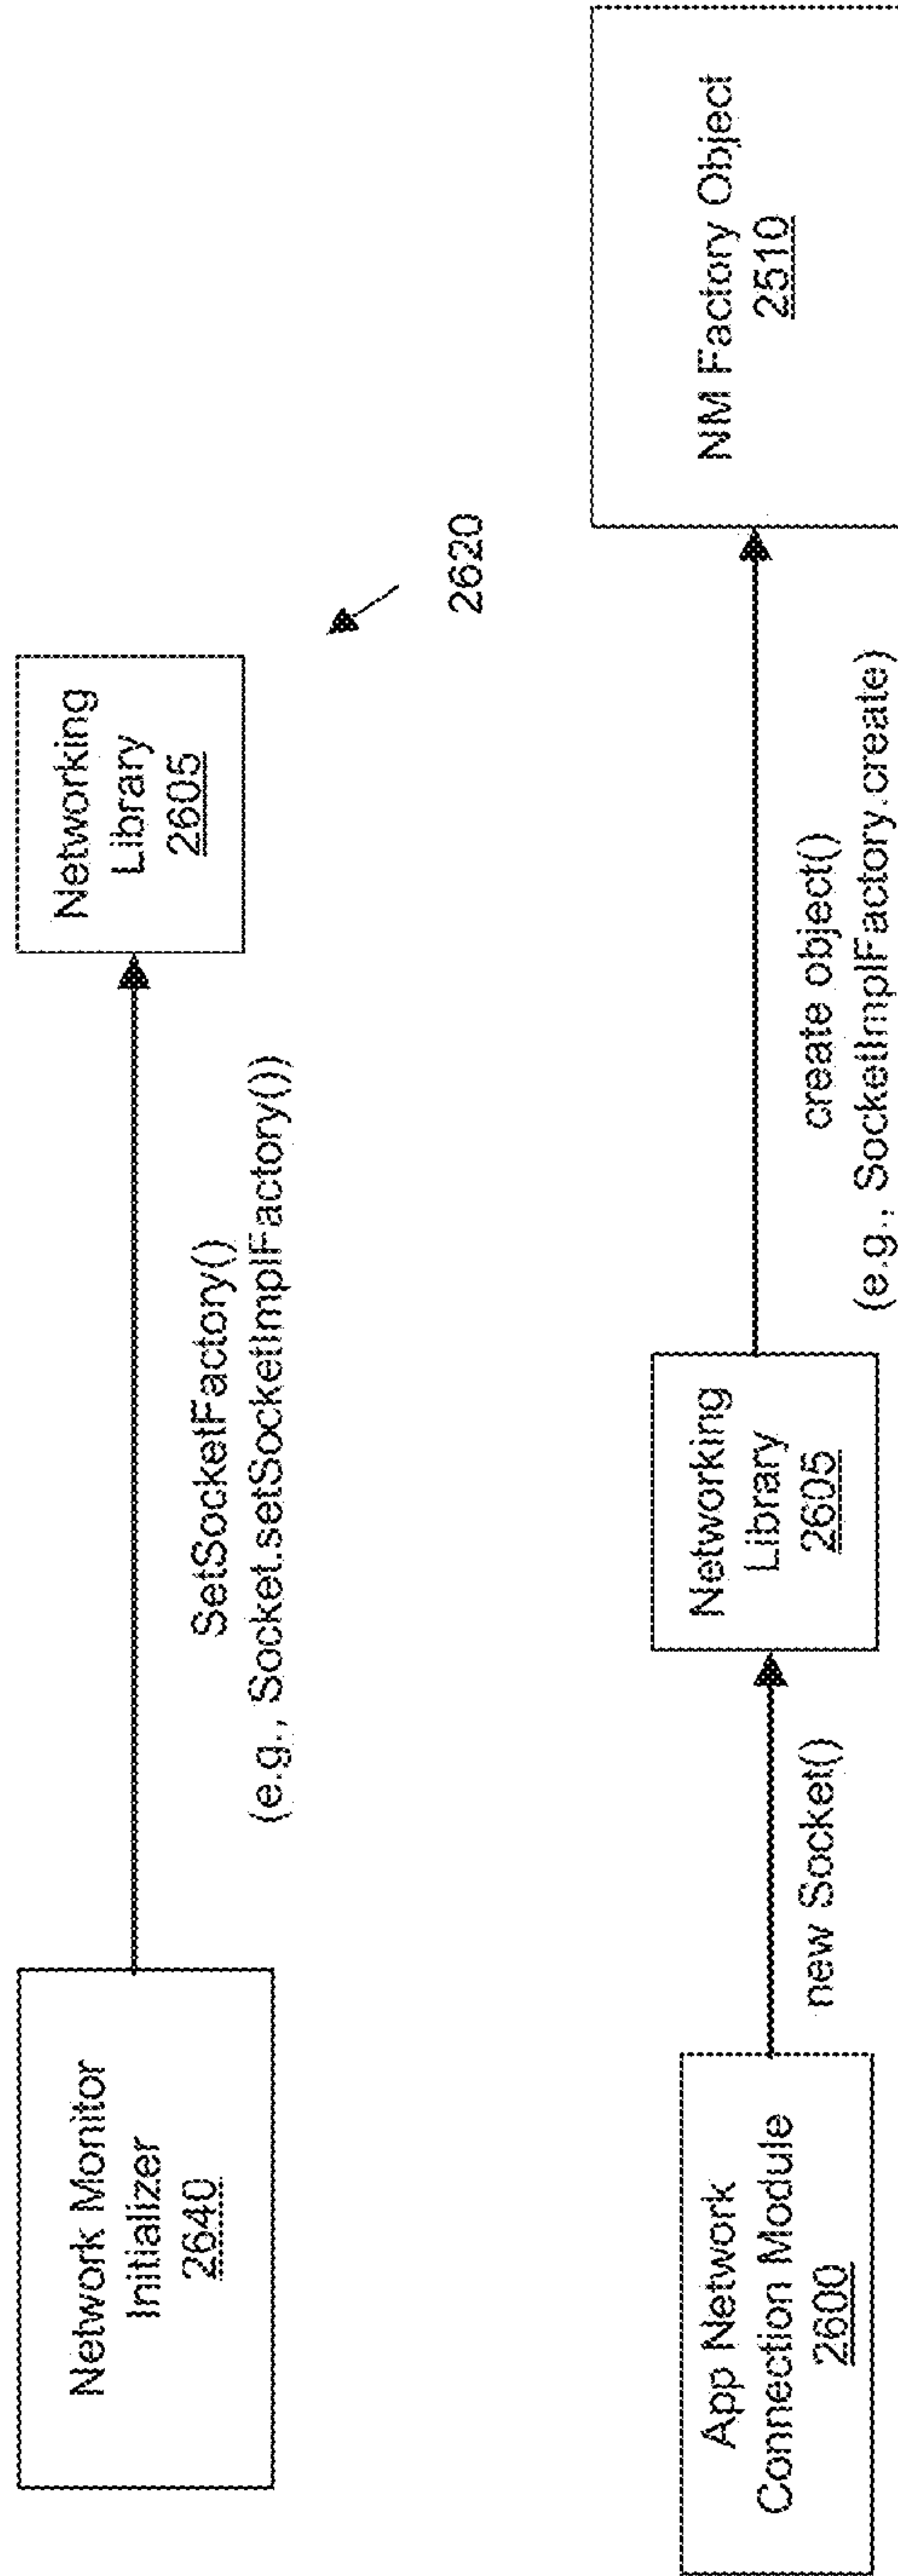 Network Monitor
Initializer
2640
SetSocketFactory()
(e.g., Socket.setSocketImplFactory())
Networking
Library
2605
2620
App Network
Connection Module
2600
new Socket()
Networking
Library
2605
create object()
(e.g., SocketImplFactory.create)
NM Factory Object
2510